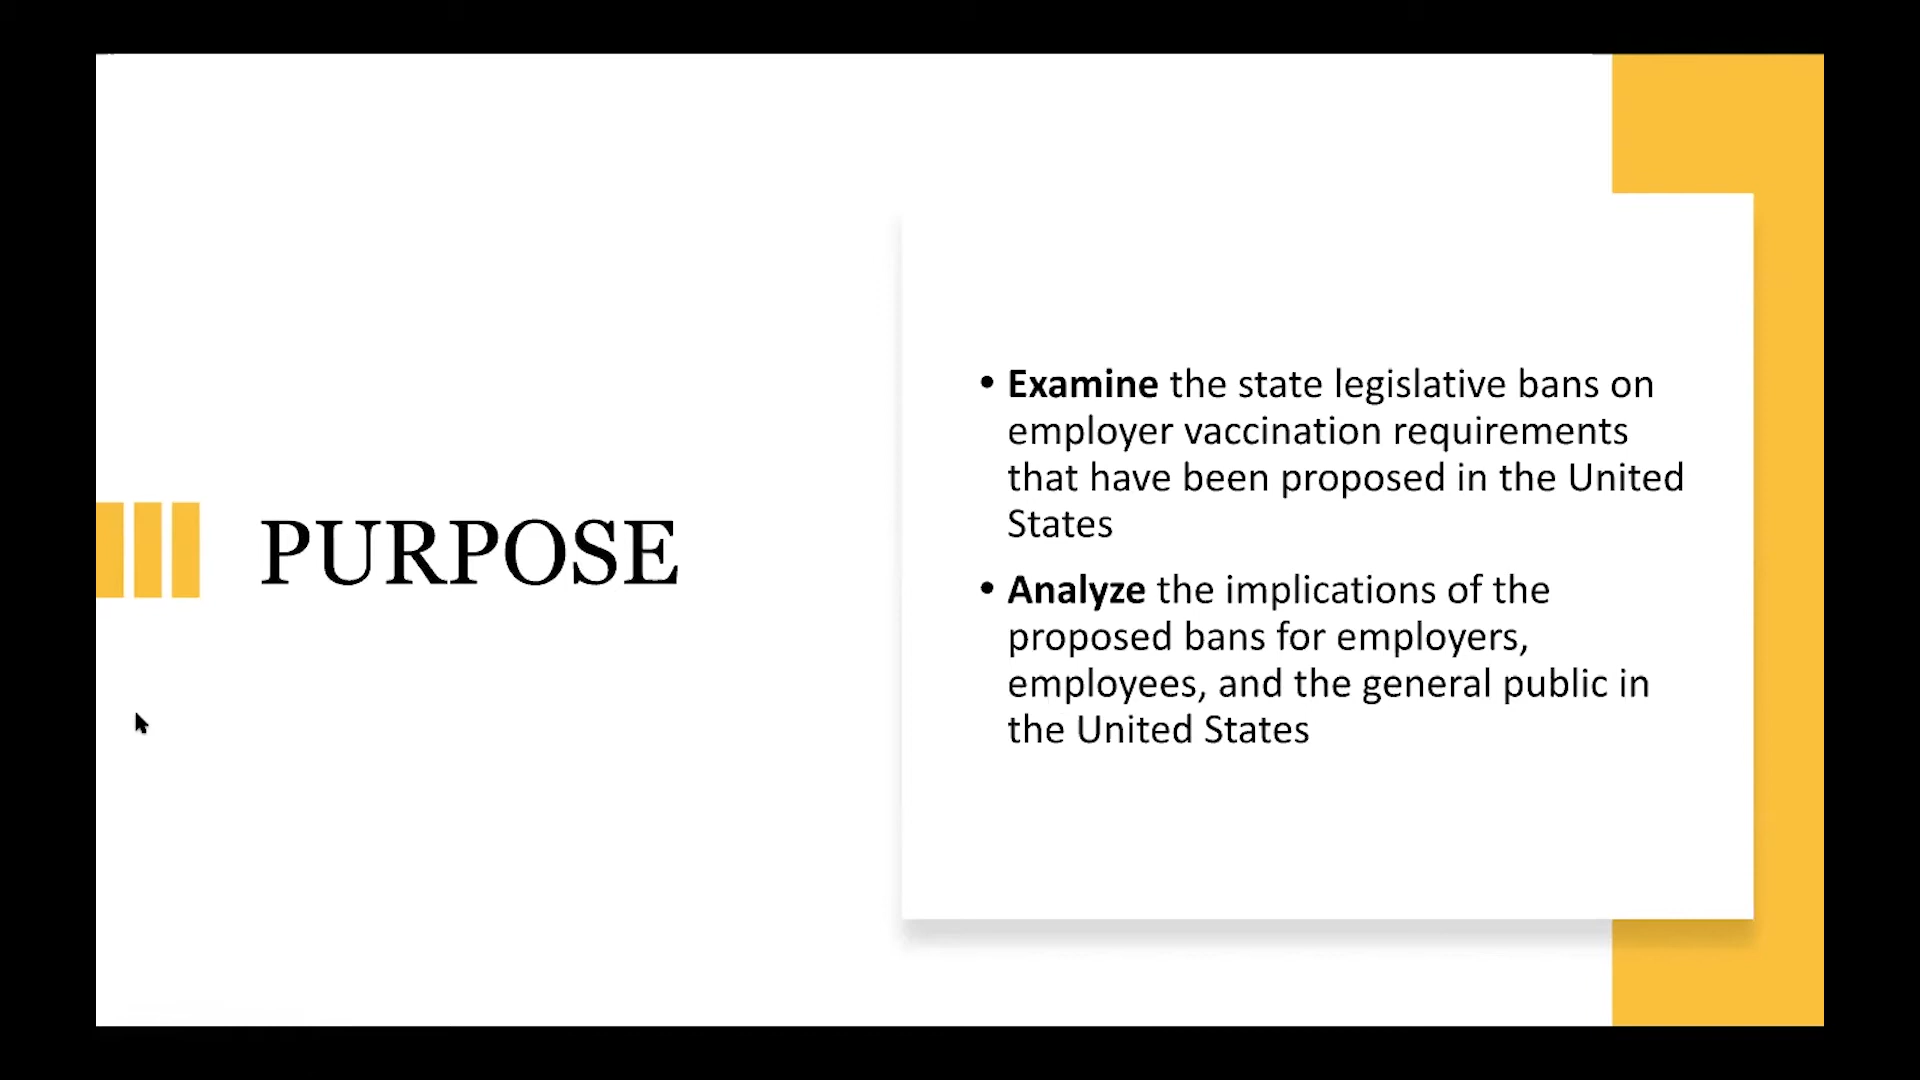 PURPOSE
• Examine the state legislative bans on
employer vaccination requirements
that have been proposed in the United
States
• Analyze the implications of the
proposed bans for employers,
employees, and the general public in
the United States